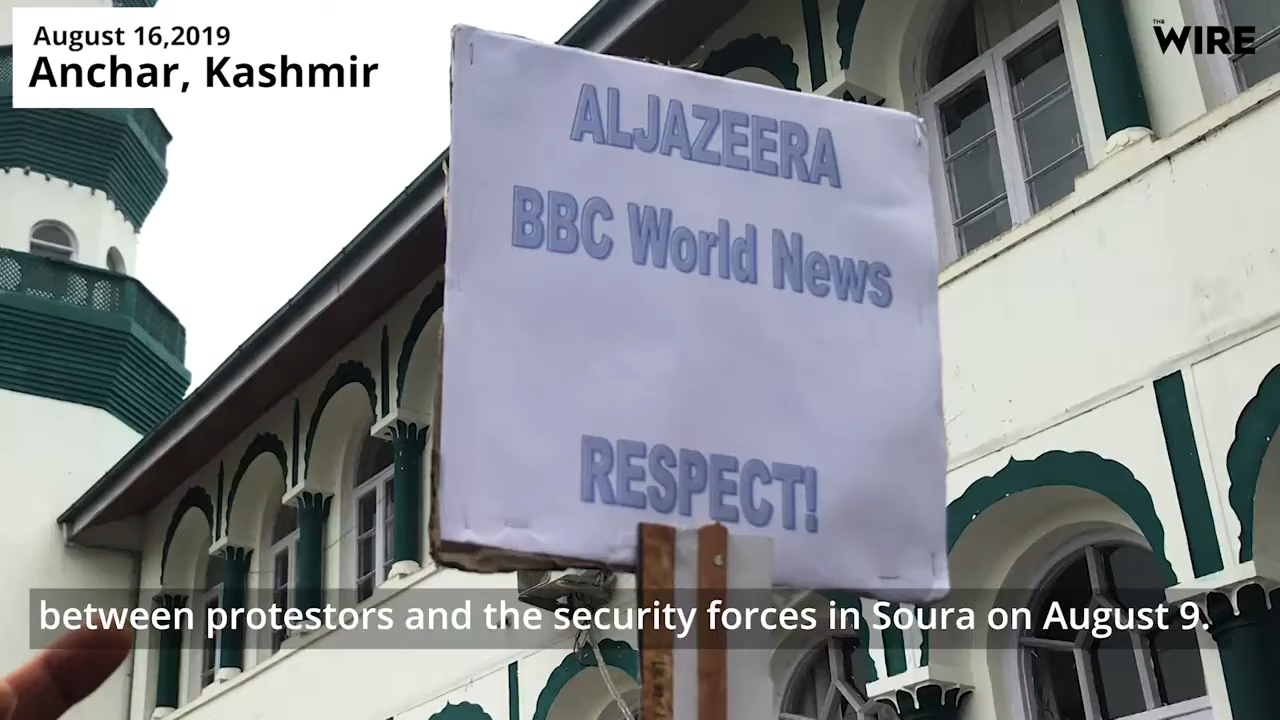 August 16,2019
Anchar, Kashmir
THE
WIRE
ALJAZEERA
BBC World News
RESPECT!
between protestors and the security forces in Soura on August 9.